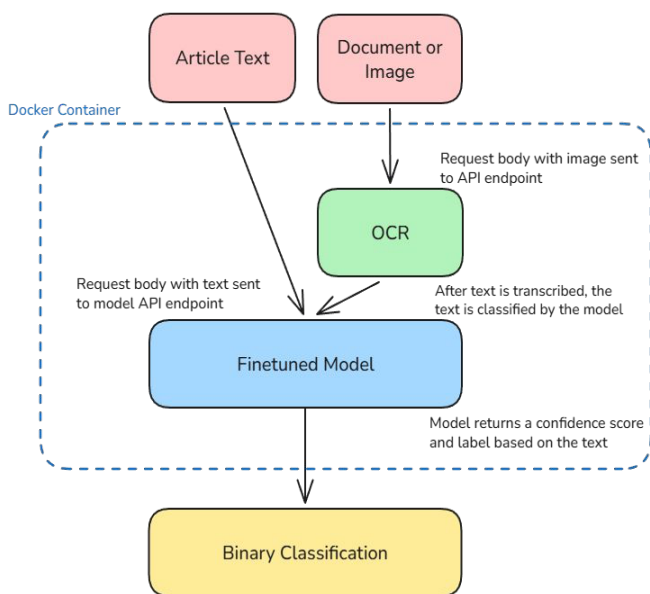 Article Text
Document or
Image
Docker Container
Request body with image sent
to API endpoint
OCR
Request body with text sent
to model API endpoint
After text is transcribed, the
text is classified by the model
Finetuned Model
Model returns a confidence score
and label based on the text
Binary Classification